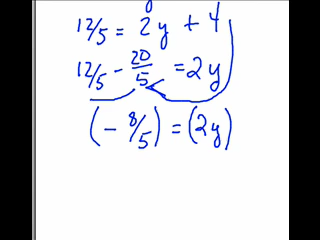 12/5 = 2y + 4
12/5 - 20/5 = 2y
(- 8/5) = (2y)